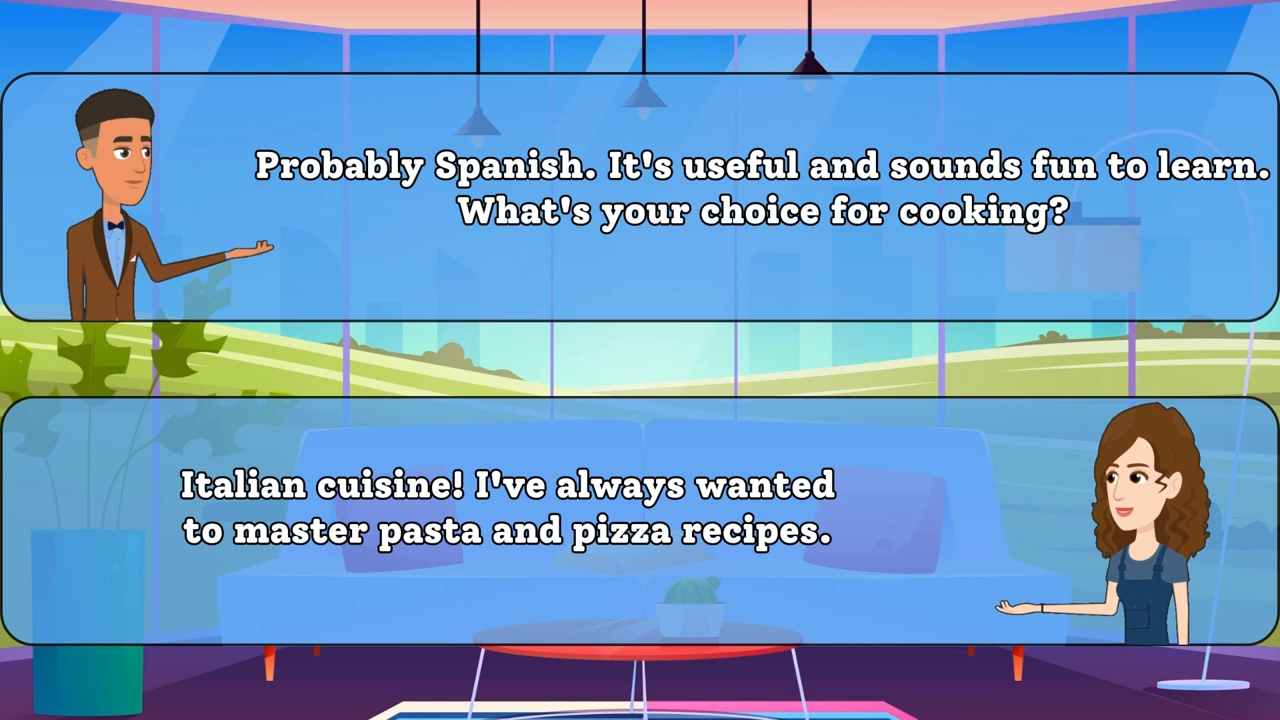 Probably Spanish. It's useful and sounds fun to learn.
What's your choice for cooking?
Italian cuisine! I've always wanted
to master pasta and pizza recipes.